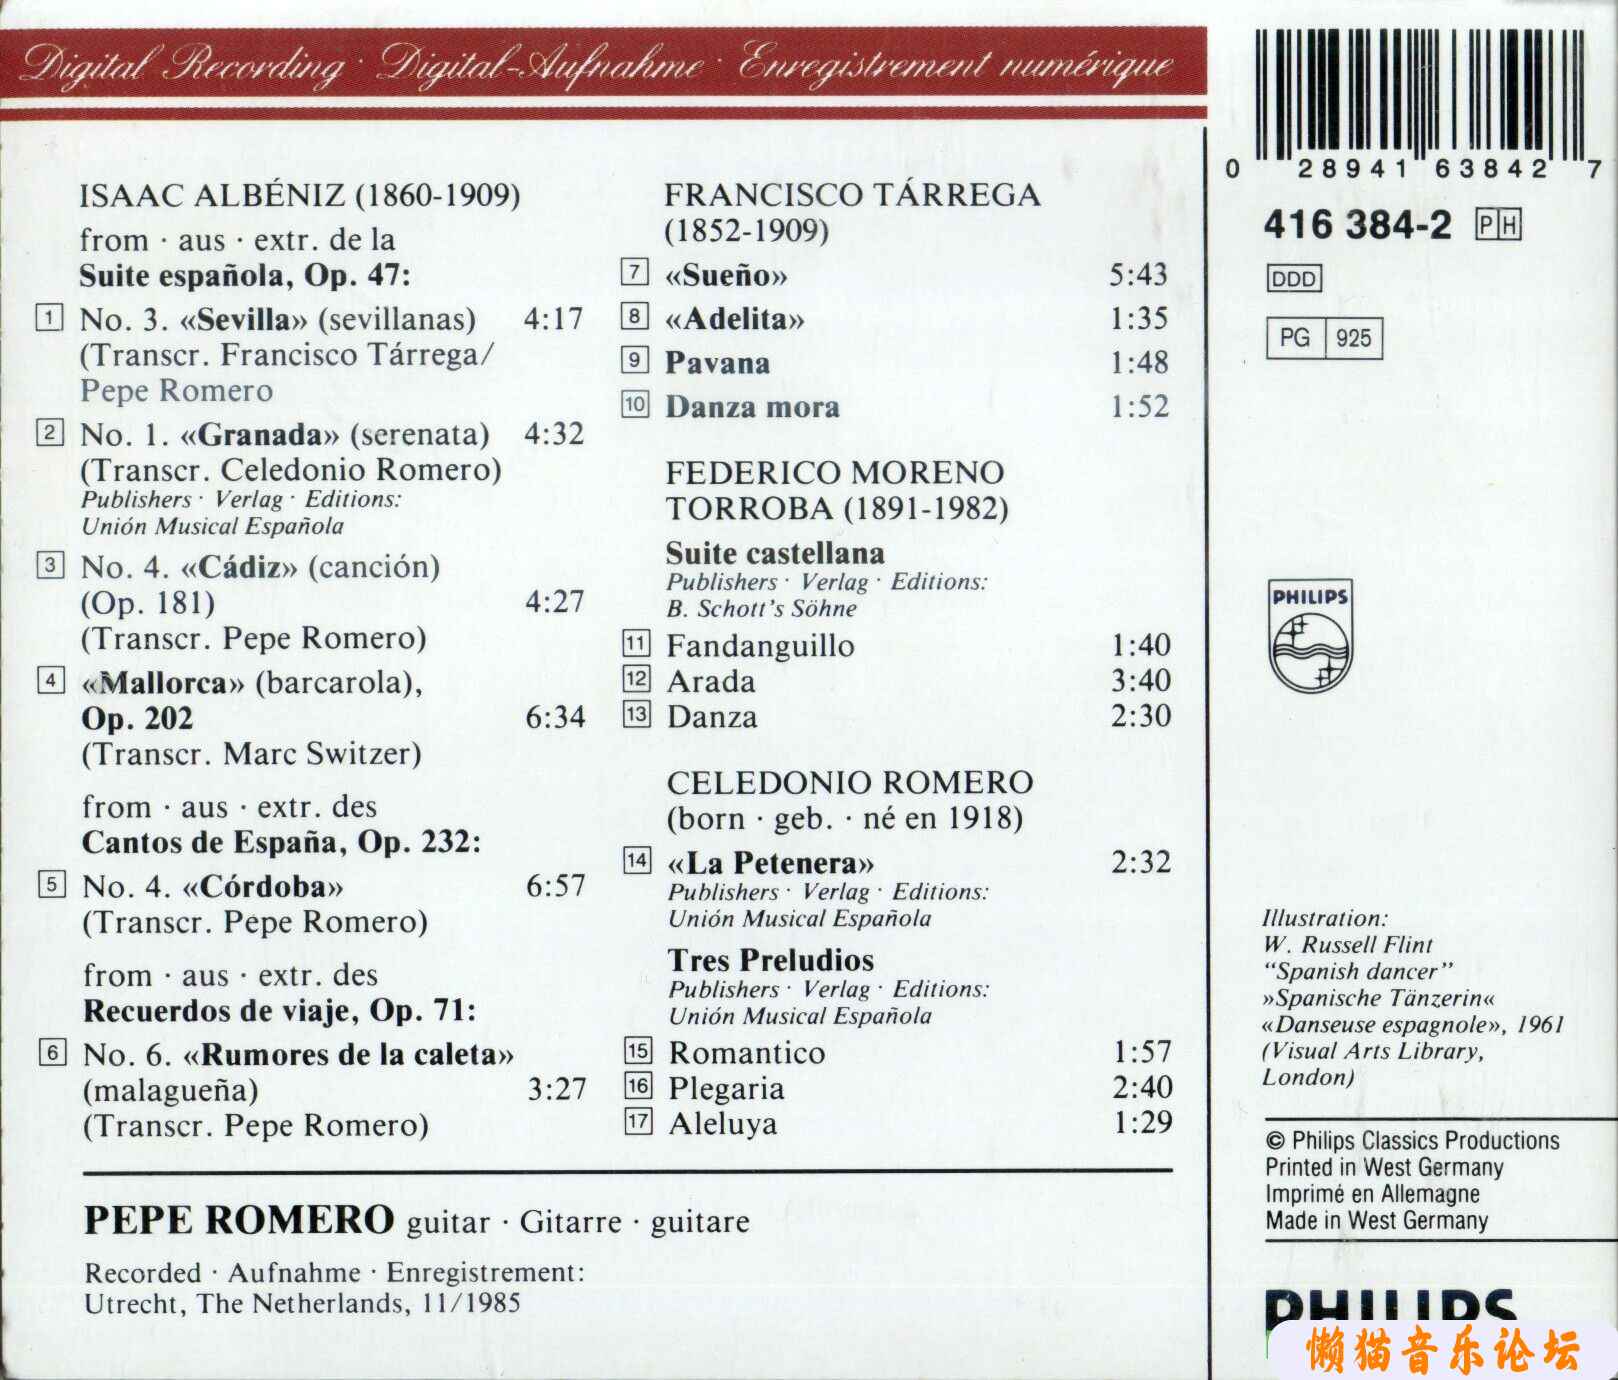 Digital Recording · Digital-Aufnahme · Enregistrement numérique
ISAAC ALBÉNIZ (1860-1909)
from · aus · extr. de la
Suite española, Op. 47:
1 No. 3. «Sevilla» (sevillanas) 4:17
(Transcr. Francisco Tárrega/
Pepe Romero
2 No. 1. «Granada» (serenata) 4:32
(Transcr. Celedonio Romero)
Publishers · Verlag · Editions:
Unión Musical Española
3 No. 4. «Cádiz» (canción)
(Op. 181) 4:27
(Transcr. Pepe Romero)
4 «Mallorca» (barcarola),
Op. 202 6:34
(Transcr. Marc Switzer)
from · aus · extr. des
Cantos de España, Op. 232:
5 No. 4. «Córdoba» 6:57
(Transcr. Pepe Romero)
from · aus · extr. des
Recuerdos de viaje, Op. 71:
6 No. 6. «Rumores de la caleta»
(malagueña) 3:27
(Transcr. Pepe Romero)
FRANCISCO TÁRREGA
(1852-1909)
7 «Sueño» 5:43
8 «Adelita» 1:35
9 Pavana 1:48
10 Danza mora 1:52
FEDERICO MORENO
TORROBA (1891-1982)
Suite castellana
Publishers · Verlag · Editions:
B. Schott's Söhne
11 Fandanguillo 1:40
12 Arada 3:40
13 Danza 2:30
CELEDONIO ROMERO
(born · geb. · né en 1918)
14 «La Petenera» 2:32
Publishers · Verlag · Editions:
Unión Musical Española
Tres Preludios
Publishers · Verlag · Editions:
Unión Musical Española
15 Romantico 1:57
16 Plegaria 2:40
17 Aleluya 1:29
PEPE ROMERO guitar · Gitarre · guitare
Recorded · Aufnahme · Enregistrement:
Utrecht, The Netherlands, 11/1985
0 28941 63842 7
416 384-2 PH
DDD
PG 925
PHILIPS
Illustration:
W. Russell Flint
"Spanish dancer"
»Spanische Tänzerin«
«Danseuse espagnole», 1961
(Visual Arts Library,
London)
© Philips Classics Productions
Printed in West Germany
Imprimé en Allemagne
Made in West Germany
PHILIPS
懒猫音乐论坛